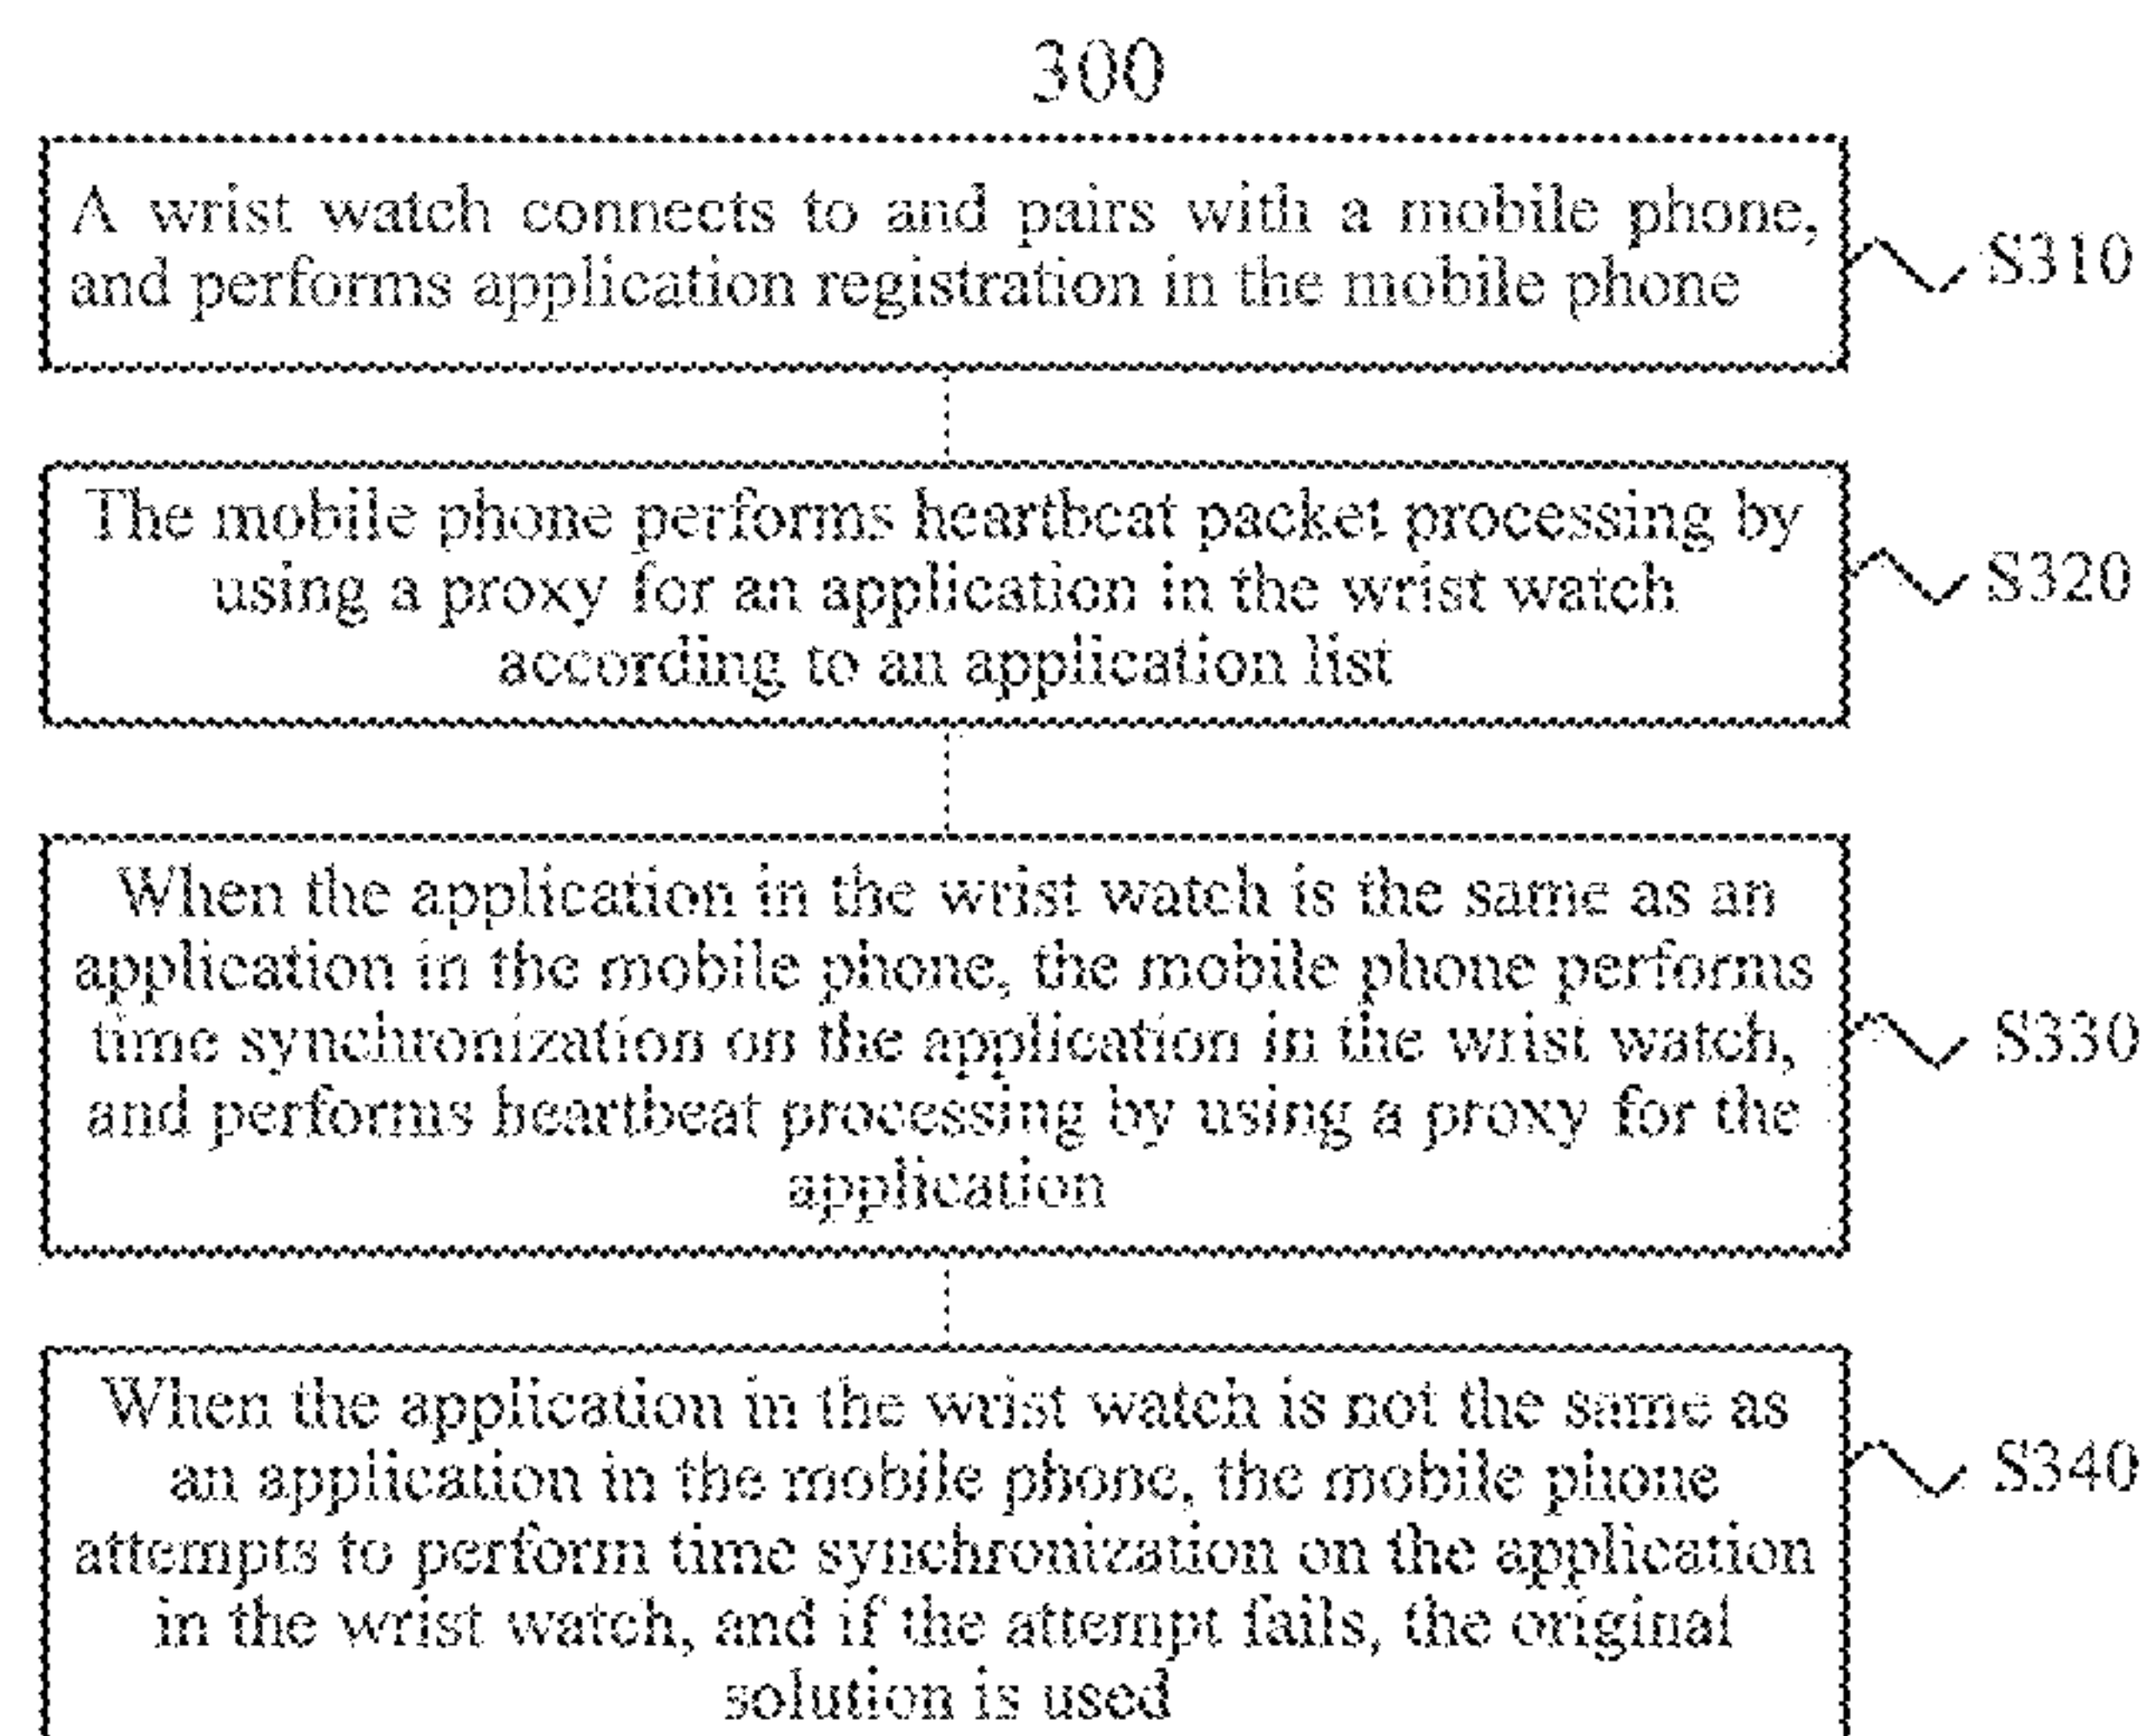 300
A wrist watch connects to and pairs with a mobile phone,
and performs application registration in the mobile phone
S310
The mobile phone performs heartbeat packet processing by
using a proxy for an application in the wrist watch
according to an application list
S320
When the application in the wrist watch is the same as an
application in the mobile phone, the mobile phone performs
time synchronization on the application in the wrist watch,
and performs heartbeat processing by using a proxy for the
application
S330
When the application in the wrist watch is not the same as
an application in the mobile phone, the mobile phone
attempts to perform time synchronization on the application
in the wrist watch, and if the attempt fails, the original
solution is used
S340